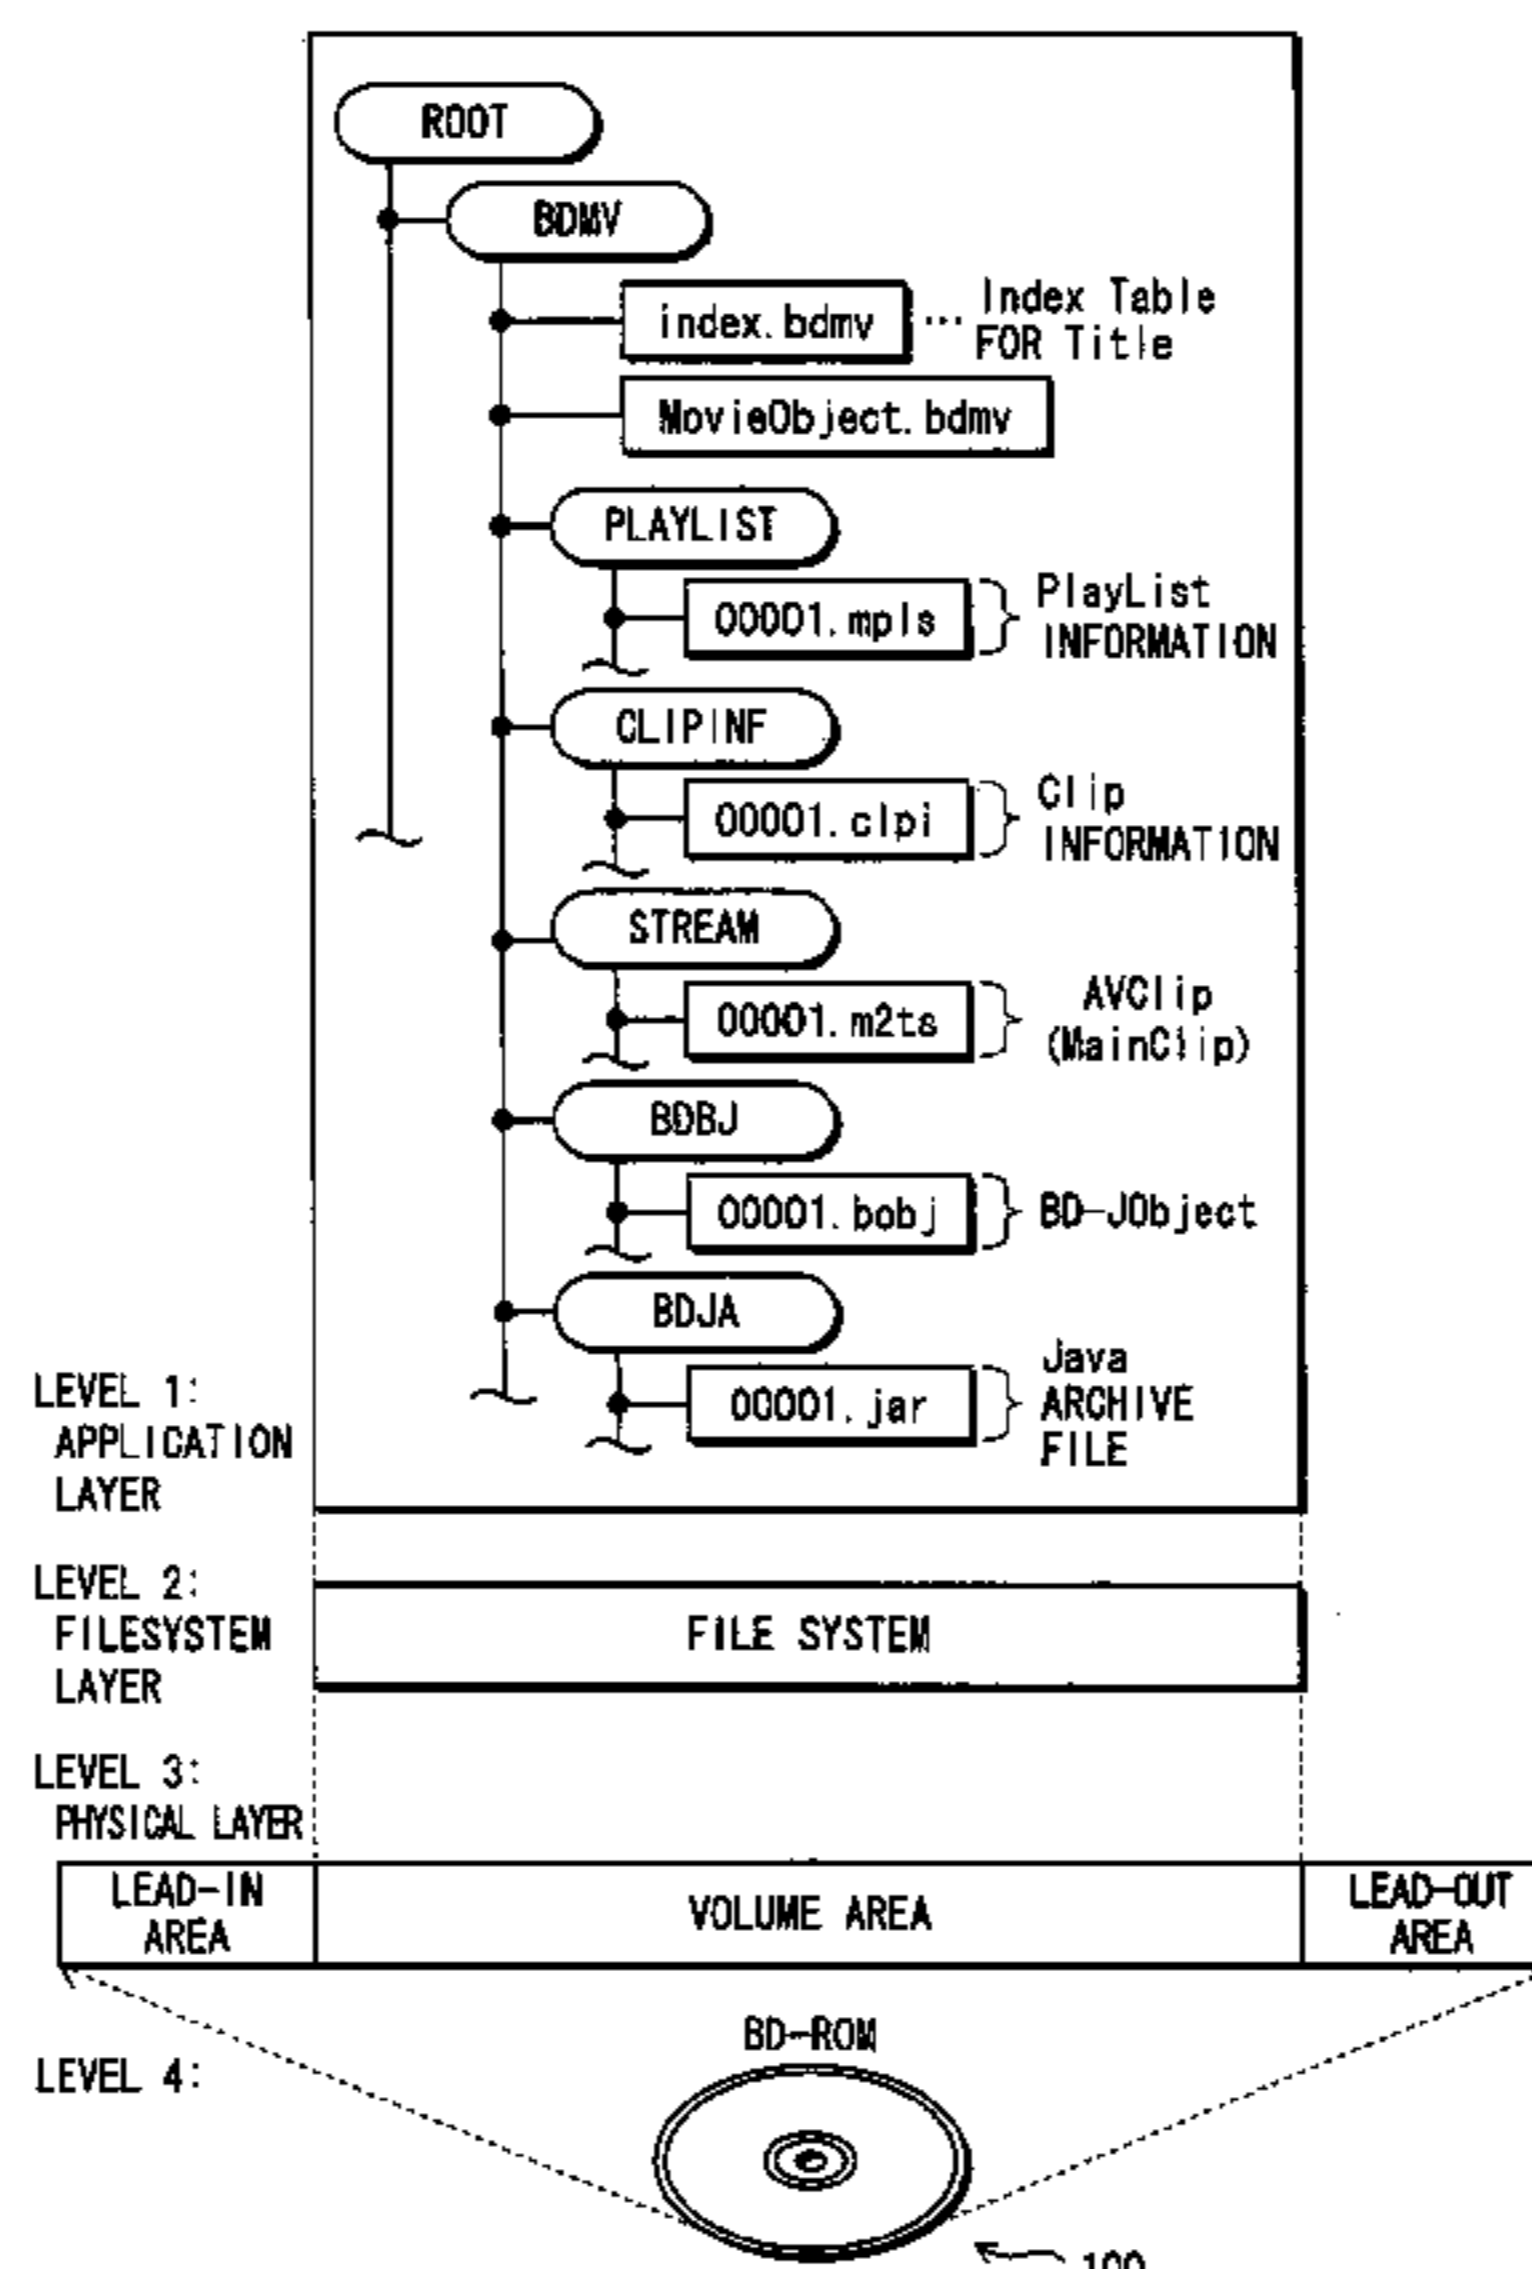 ROOT
BDMV
index.bdmv ... Index Table
FOR Title
MovieObject.bdmv
PLAYLIST
00001.mpls
PlayList
INFORMATION
CLIPINF
00001.clpi
Clip
INFORMATION
STREAM
00001.m2ts
AVClip
(MainClip)
BDBJ
00001.bobj
BD-JObject
BDJA
00001.jar
Java
ARCHIVE
FILE
LEVEL 1:
APPLICATION
LAYER
LEVEL 2:
FILESYSTEM
LAYER
FILE SYSTEM
LEVEL 3:
PHYSICAL LAYER
LEAD-IN
AREA
VOLUME AREA
LEAD-OUT
AREA
BD-ROM
LEVEL 4:
100